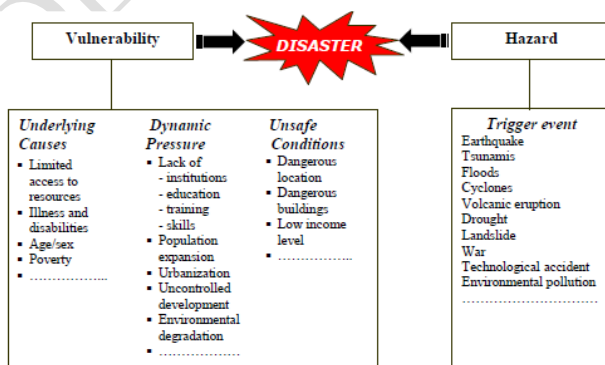 Vulnerability
DISASTER
Hazard
Underlying
Causes
▪ Limited
access to
resources
▪ Illness and
disabilities
▪ Age/sex
▪ Poverty
▪ ………………...
Dynamic
Pressure
▪ Lack of
- institutions
- education
- training
- skills
▪ Population
expansion
▪ Urbanization
▪ Uncontrolled
development
▪ Environmental
degradation
▪ ………………
Unsafe
Conditions
▪ Dangerous
location
▪ Dangerous
buildings
▪ Low income
level
▪ ……………...
Trigger event
Earthquake
Tsunamis
Floods
Cyclones
Volcanic eruption
Drought
Landslide
War
Technological accident
Environmental pollution
…………………………